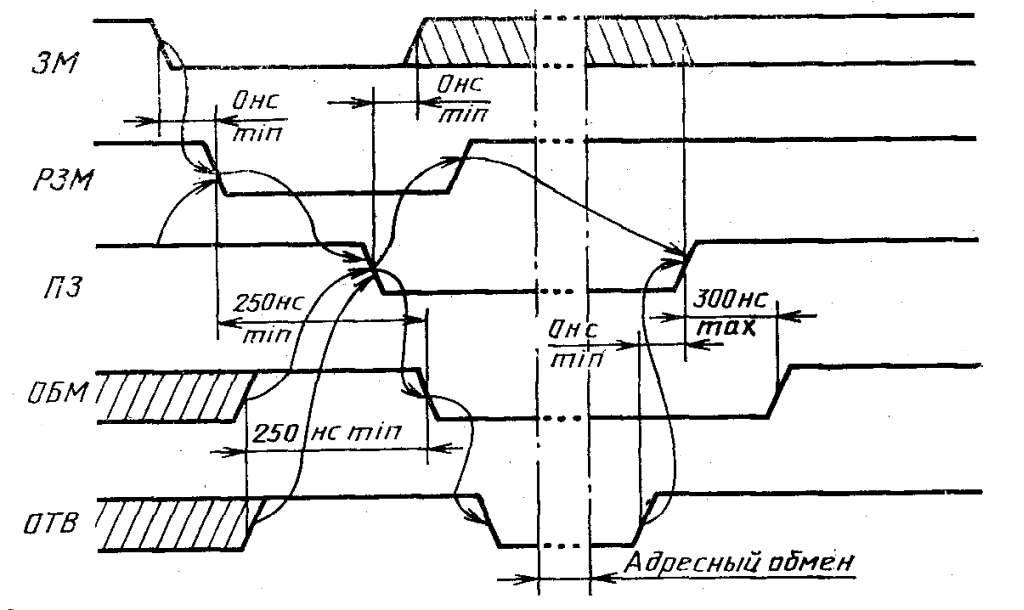 ЗМ
0нс
min
0нс
min
РЗМ
ПЗ
250нс
min
0нс
min
300нс
max
ОБМ
250 нс min
ОТВ
Адресный обмен